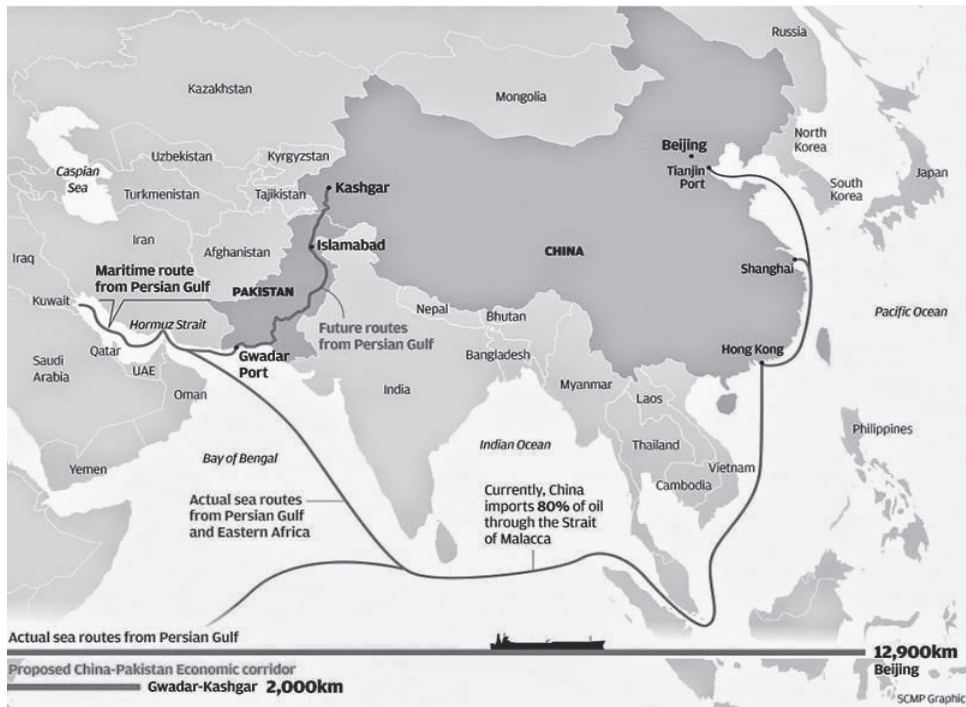 Russia
Kazakhstan
Mongolia
Uzbekistan
Kyrgyzstan
Beijing
North
Korea
Caspian
Sea
Turkmenistan
Tajikistan
Kashgar
Tianjin
Port
South
Korea
Japan
Iran
Afghanistan
Islamabad
CHINA
Iraq
Maritime route
from Persian Gulf
PAKISTAN
Shanghai
Kuwait
Hormuz Strait
Future routes
from Persian Gulf
Nepal
Bhutan
Pacific Ocean
Qatar
Gwadar
Port
Bangladesh
Hong Kong
Saudi
Arabia
UAE
Oman
India
Myanmar
Laos
Yemen
Bay of Bengal
Indian Ocean
Thailand
Philippines
Vietnam
Cambodia
Actual sea routes
from Persian Gulf
and Eastern Africa
Currently, China
imports 80% of oil
through the Strait
of Malacca
Actual sea routes from Persian Gulf
12,900km
Beijing
Proposed China-Pakistan Economic corridor
Gwadar-Kashgar 2,000km
SCMP Graphic